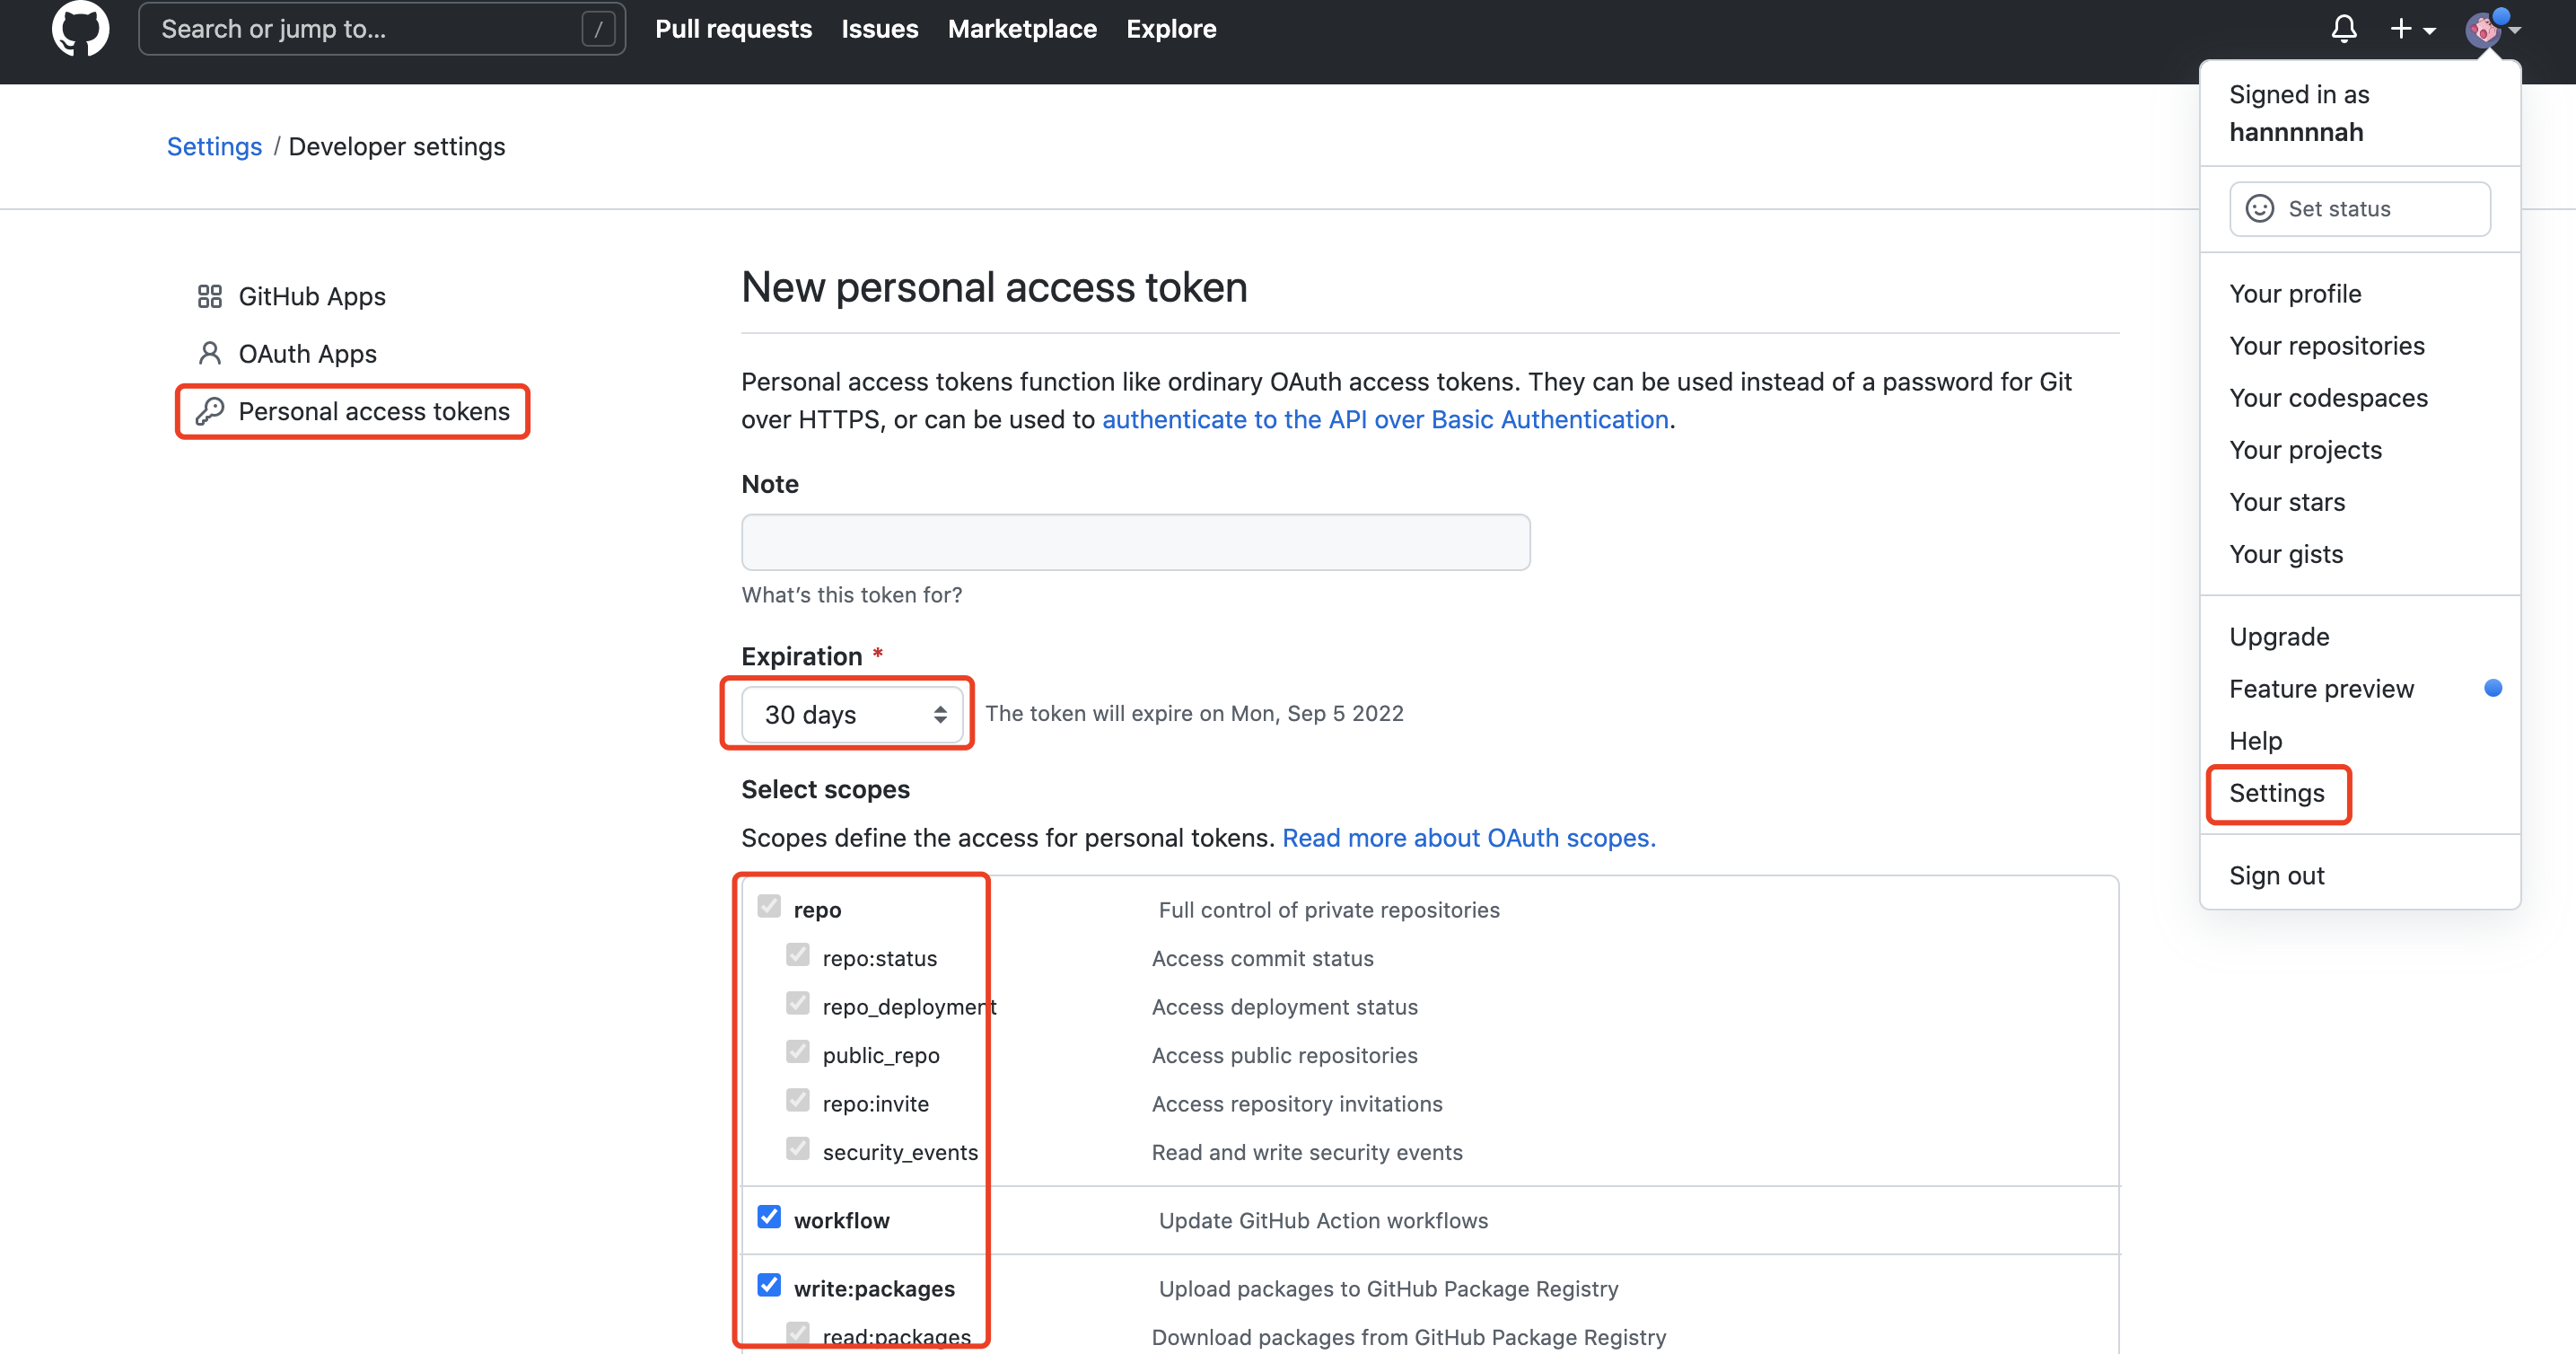 Search or jump to... /
Pull requests Issues Marketplace Explore
Signed in as
hannnnnah
Set status
Your profile
Your repositories
Your codespaces
Your projects
Your stars
Your gists
Upgrade
Feature preview
Help
Settings
Sign out
Settings / Developer settings
GitHub Apps
OAuth Apps
Personal access tokens
New personal access token
Personal access tokens function like ordinary OAuth access tokens. They can be used instead of a password for Git
over HTTPS, or can be used to authenticate to the API over Basic Authentication.
Note
What's this token for?
Expiration *
30 days The token will expire on Mon, Sep 5 2022
Select scopes
Scopes define the access for personal tokens. Read more about OAuth scopes.
repo Full control of private repositories
repo:status Access commit status
repo_deployment Access deployment status
public_repo Access public repositories
repo:invite Access repository invitations
security_events Read and write security events
workflow Update GitHub Action workflows
write:packages Upload packages to GitHub Package Registry
read:packages Download packages from GitHub Package Registry